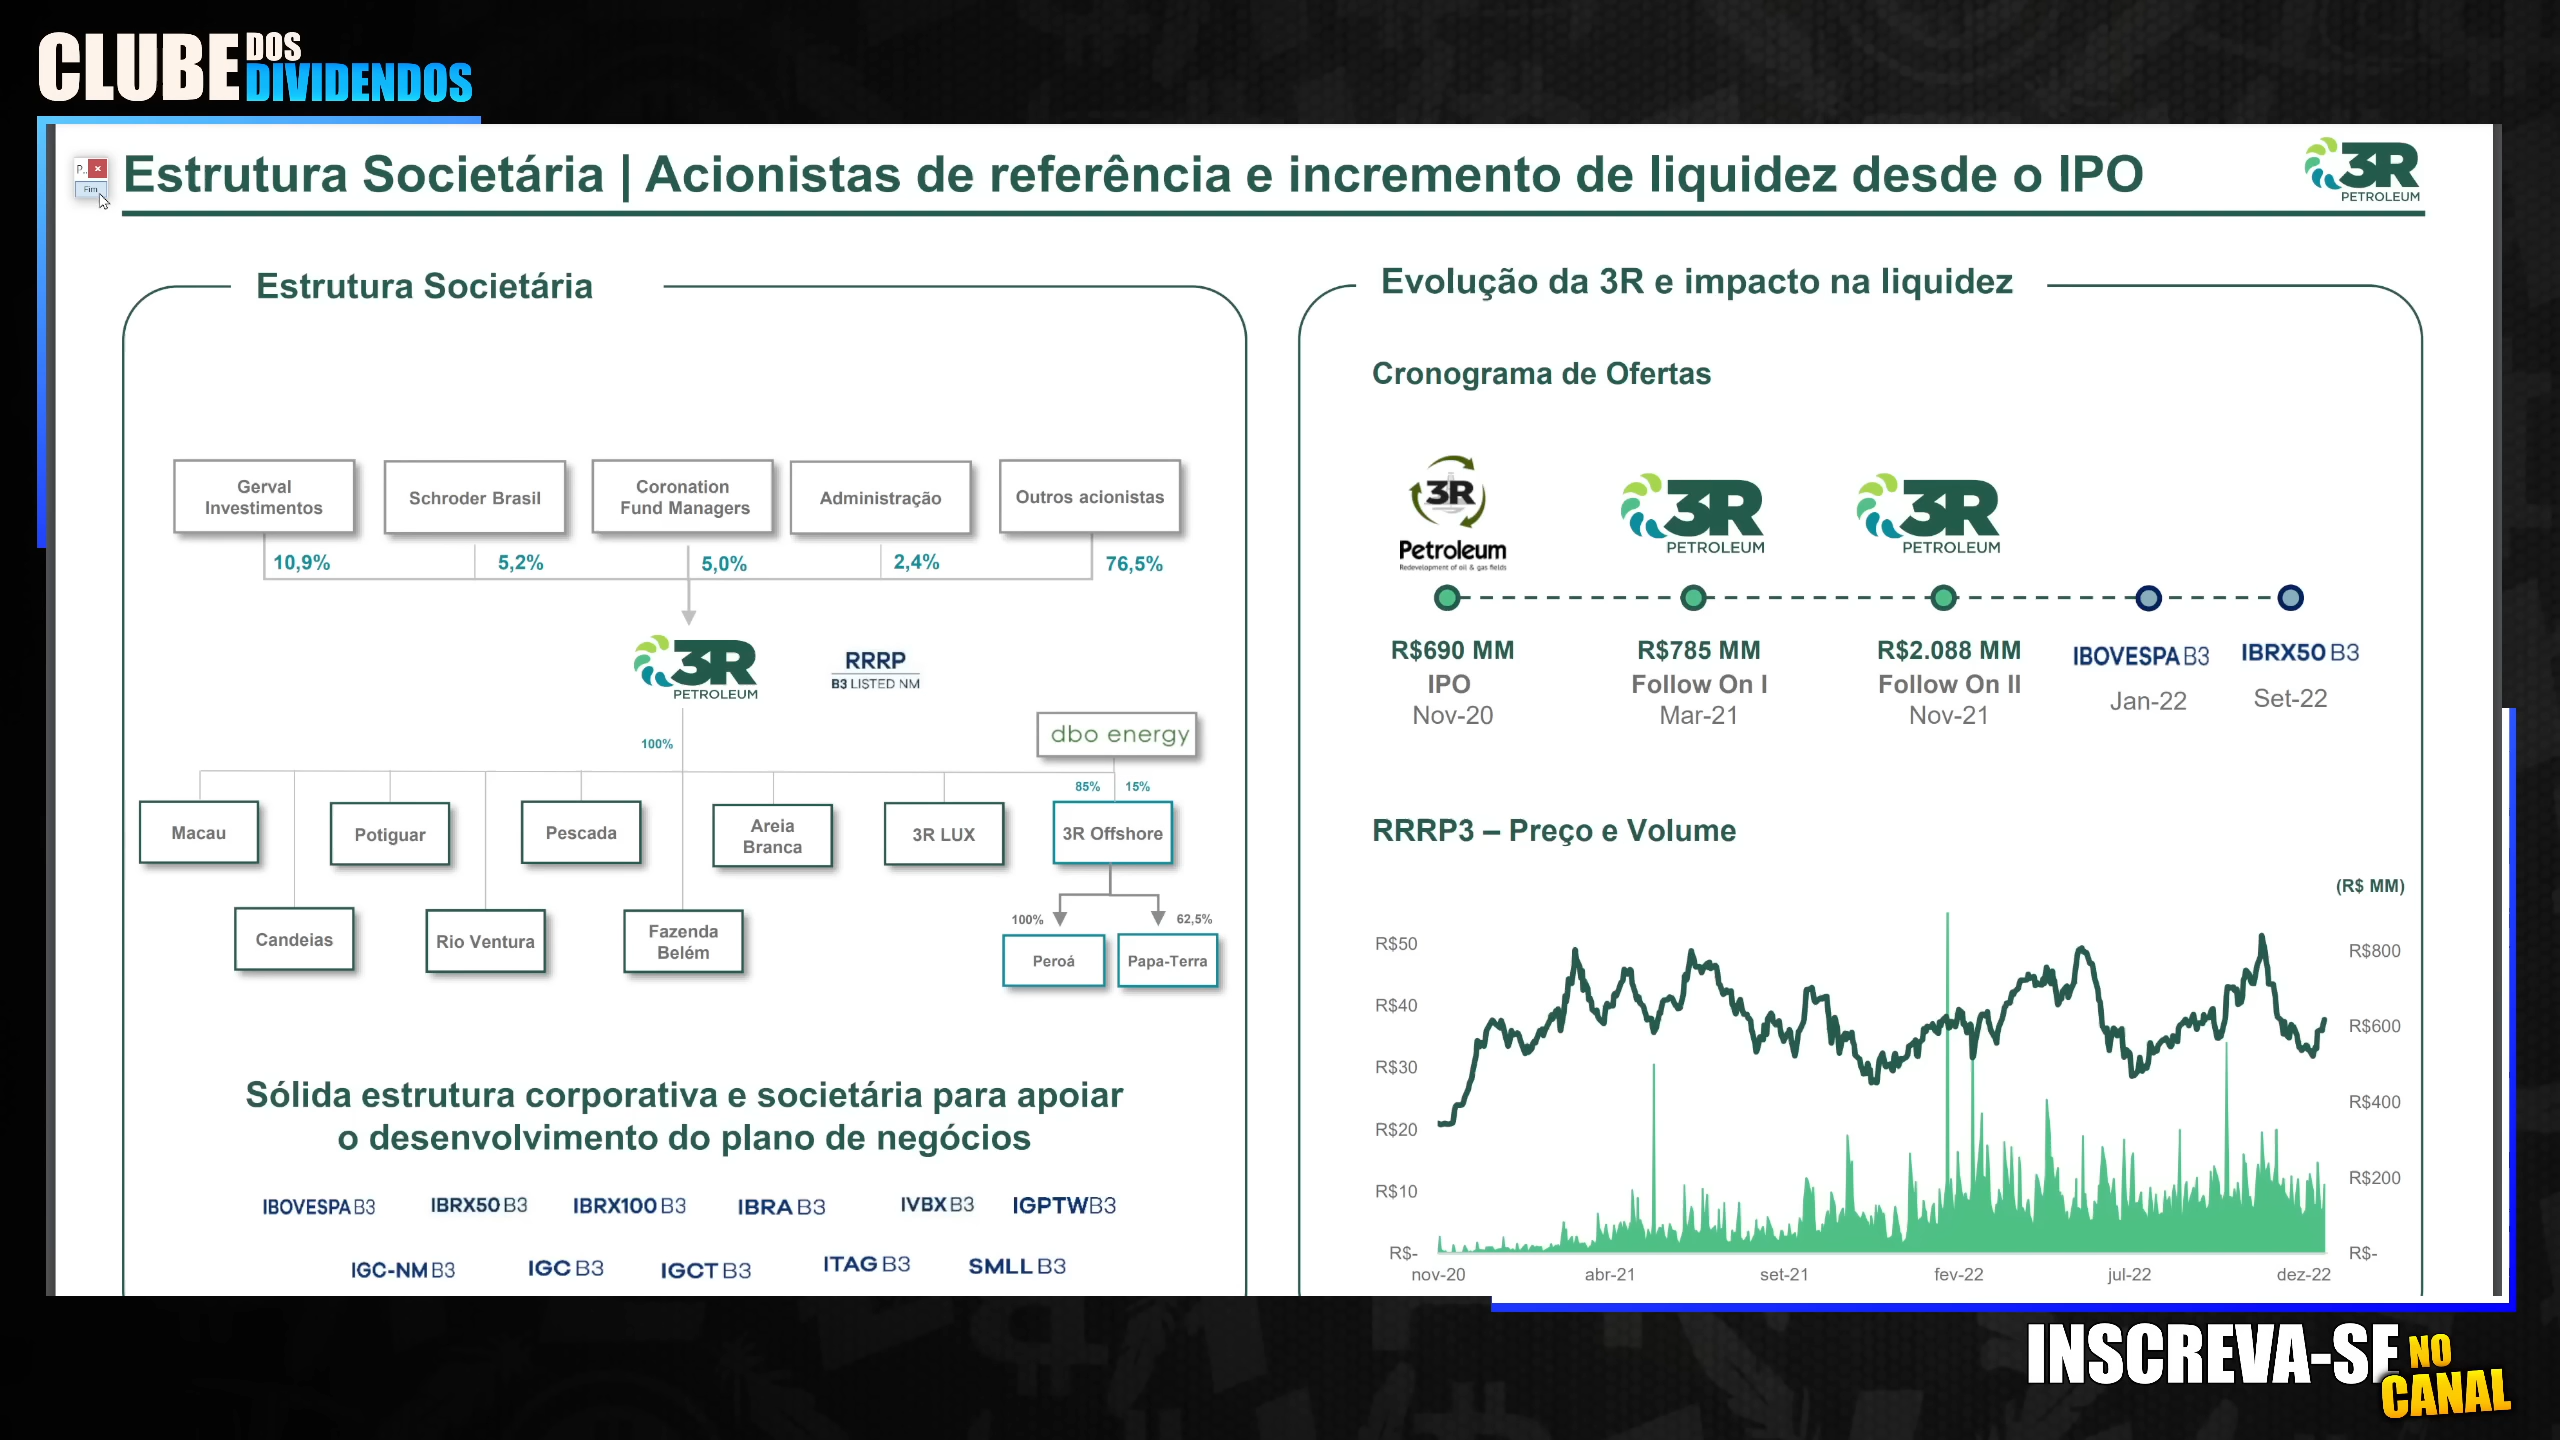 CLUBE DOS DIVIDENDOS
Estrutura Societária | Acionistas de referência e incremento de liquidez desde o IPO
3R PETROLEUM
P..
Fim
Estrutura Societária
Gerval Investimentos
Schroder Brasil
Coronation Fund Managers
Administração
Outros acionistas
10,9%
5,2%
5,0%
2,4%
76,5%
3R PETROLEUM
RRRP
B3 LISTED NM
100%
dbo energy
85%
15%
Macau
Potiguar
Pescada
Areia Branca
3R LUX
3R Offshore
Candeias
Rio Ventura
Fazenda Belém
100%
62,5%
Peroá
Papa-Terra
Sólida estrutura corporativa e societária para apoiar
o desenvolvimento do plano de negócios
IBOVESPA B3
IBRX50 B3
IBRX100 B3
IBRA B3
IVBX B3
IGPTW B3
IGC-NM B3
IGC B3
IGCT B3
ITAG B3
SMLL B3
Evolução da 3R e impacto na liquidez
Cronograma de Ofertas
3R
Petroleum
Redevelopment of oil & gas fields
3R PETROLEUM
3R PETROLEUM
R$690 MM
IPO
Nov-20
R$785 MM
Follow On I
Mar-21
R$2.088 MM
Follow On II
Nov-21
IBOVESPA B3
Jan-22
IBRX50 B3
Set-22
RRRP3 – Preço e Volume
(R$ MM)
R$50
R$40
R$30
R$20
R$10
R$-
R$800
R$600
R$400
R$200
R$-
nov-20
abr-21
set-21
fev-22
jul-22
dez-22
INSCREVA-SE NO CANAL